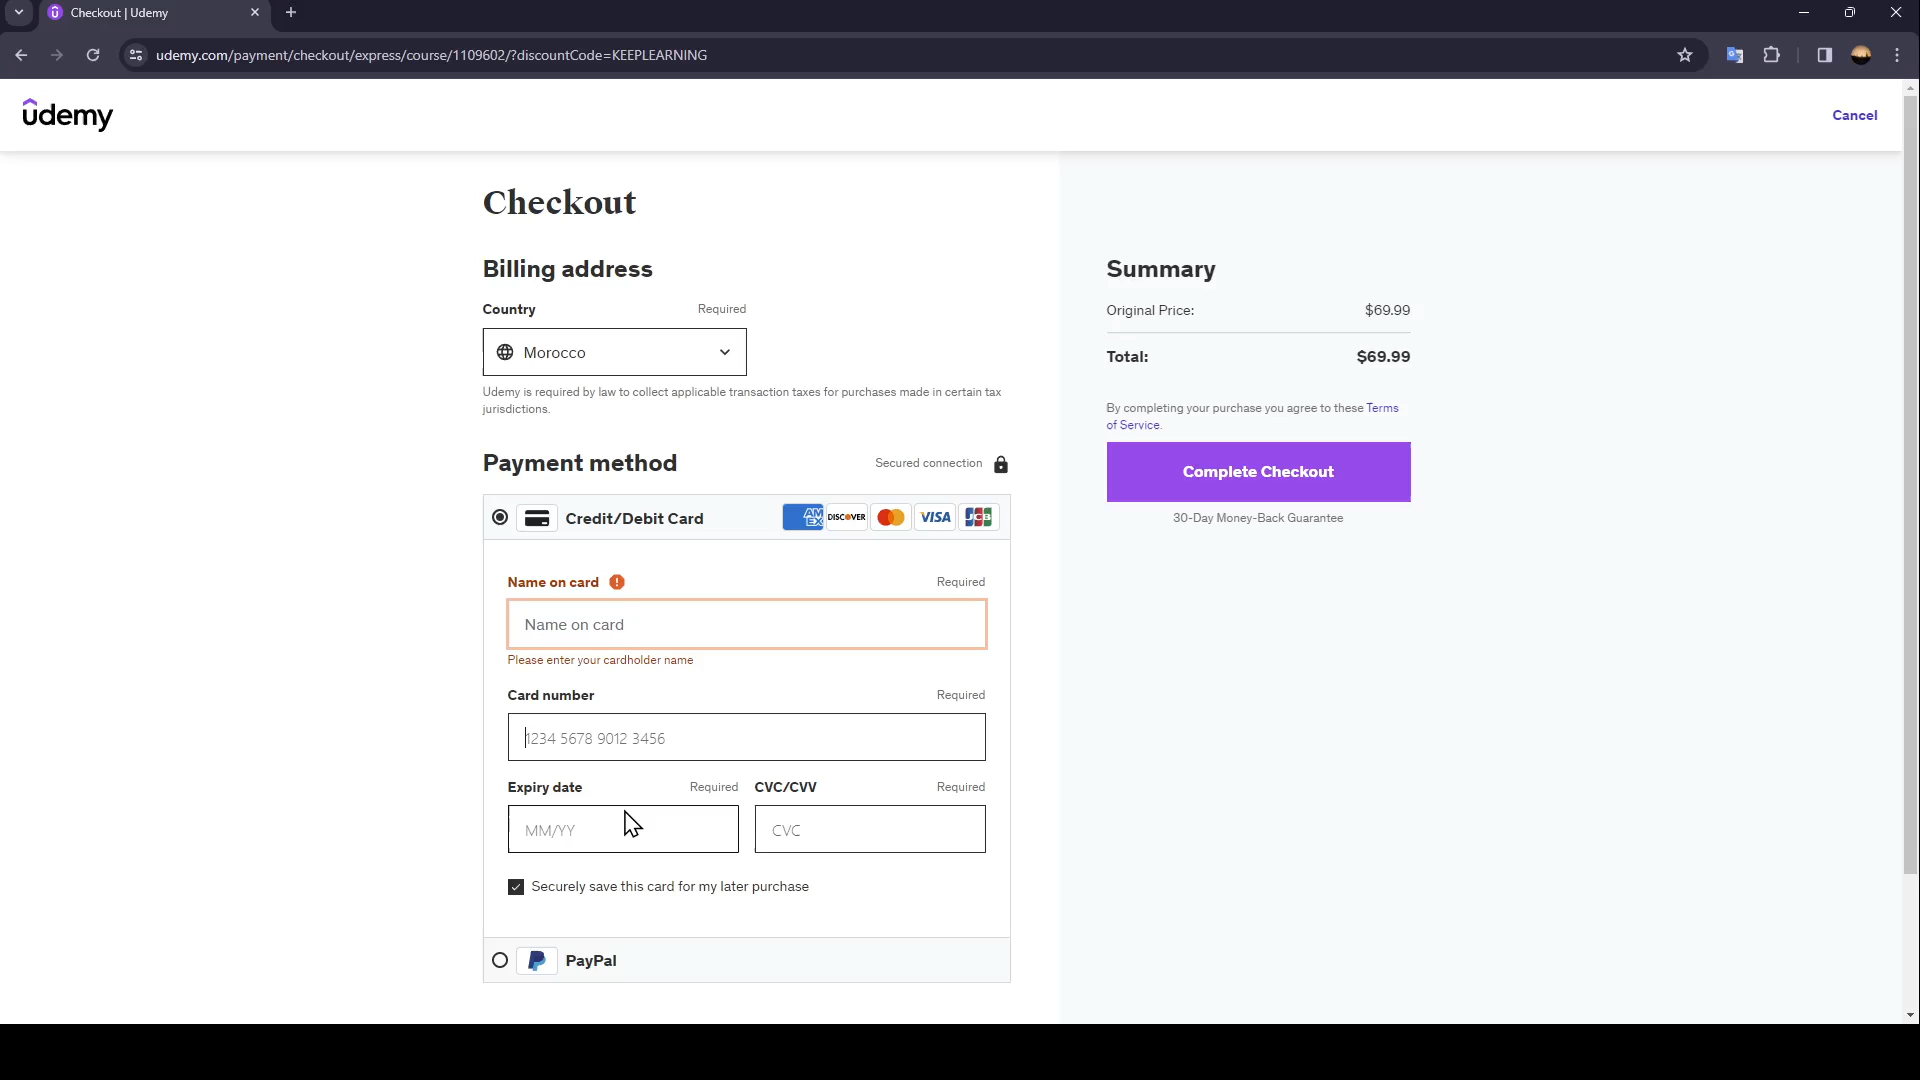 Checkout | Udemy
udemy.com/payment/checkout/express/course/1109602/?discountCode=KEEPLEARNING
udemy
Cancel
Checkout
Billing address
Country Required
Morocco
Udemy is required by law to collect applicable transaction taxes for purchases made in certain tax
jurisdictions.
Payment method Secured connection
Credit/Debit Card AM EX DISCOVER VISA JCB
Name on card Required
Name on card
Please enter your cardholder name
Card number Required
1234 5678 9012 3456
Expiry date Required CVC/CVV Required
MM/YY CVC
Securely save this card for my later purchase
PayPal
Summary
Original Price: $69.99
Total: $69.99
By completing your purchase you agree to these Terms
of Service.
Complete Checkout
30-Day Money-Back Guarantee